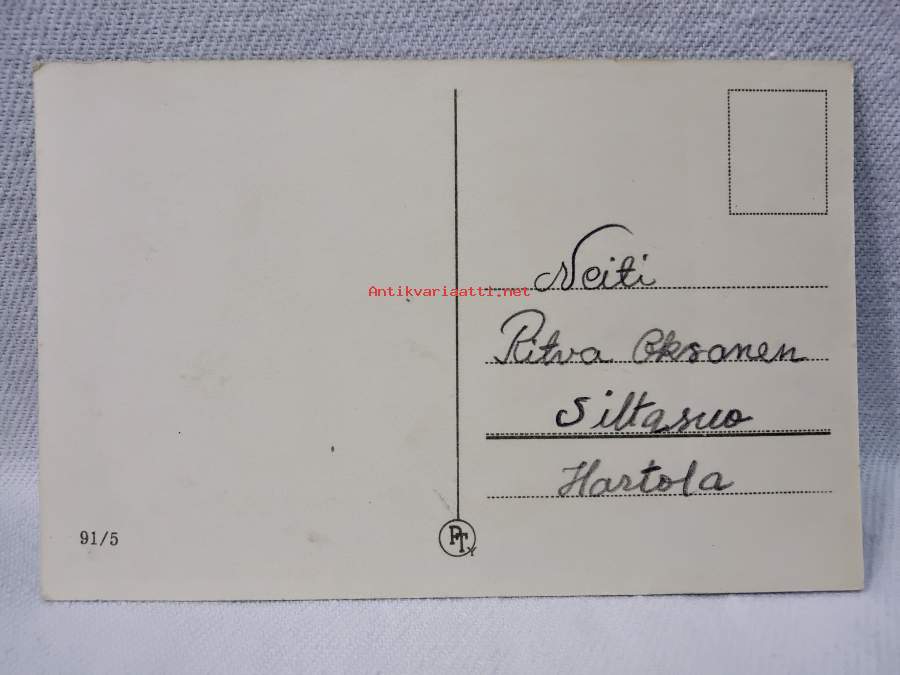 Neiti
Antikvariaatti.net
Ritva Oksanen
Siltasuo
Hartola
91/5
PT